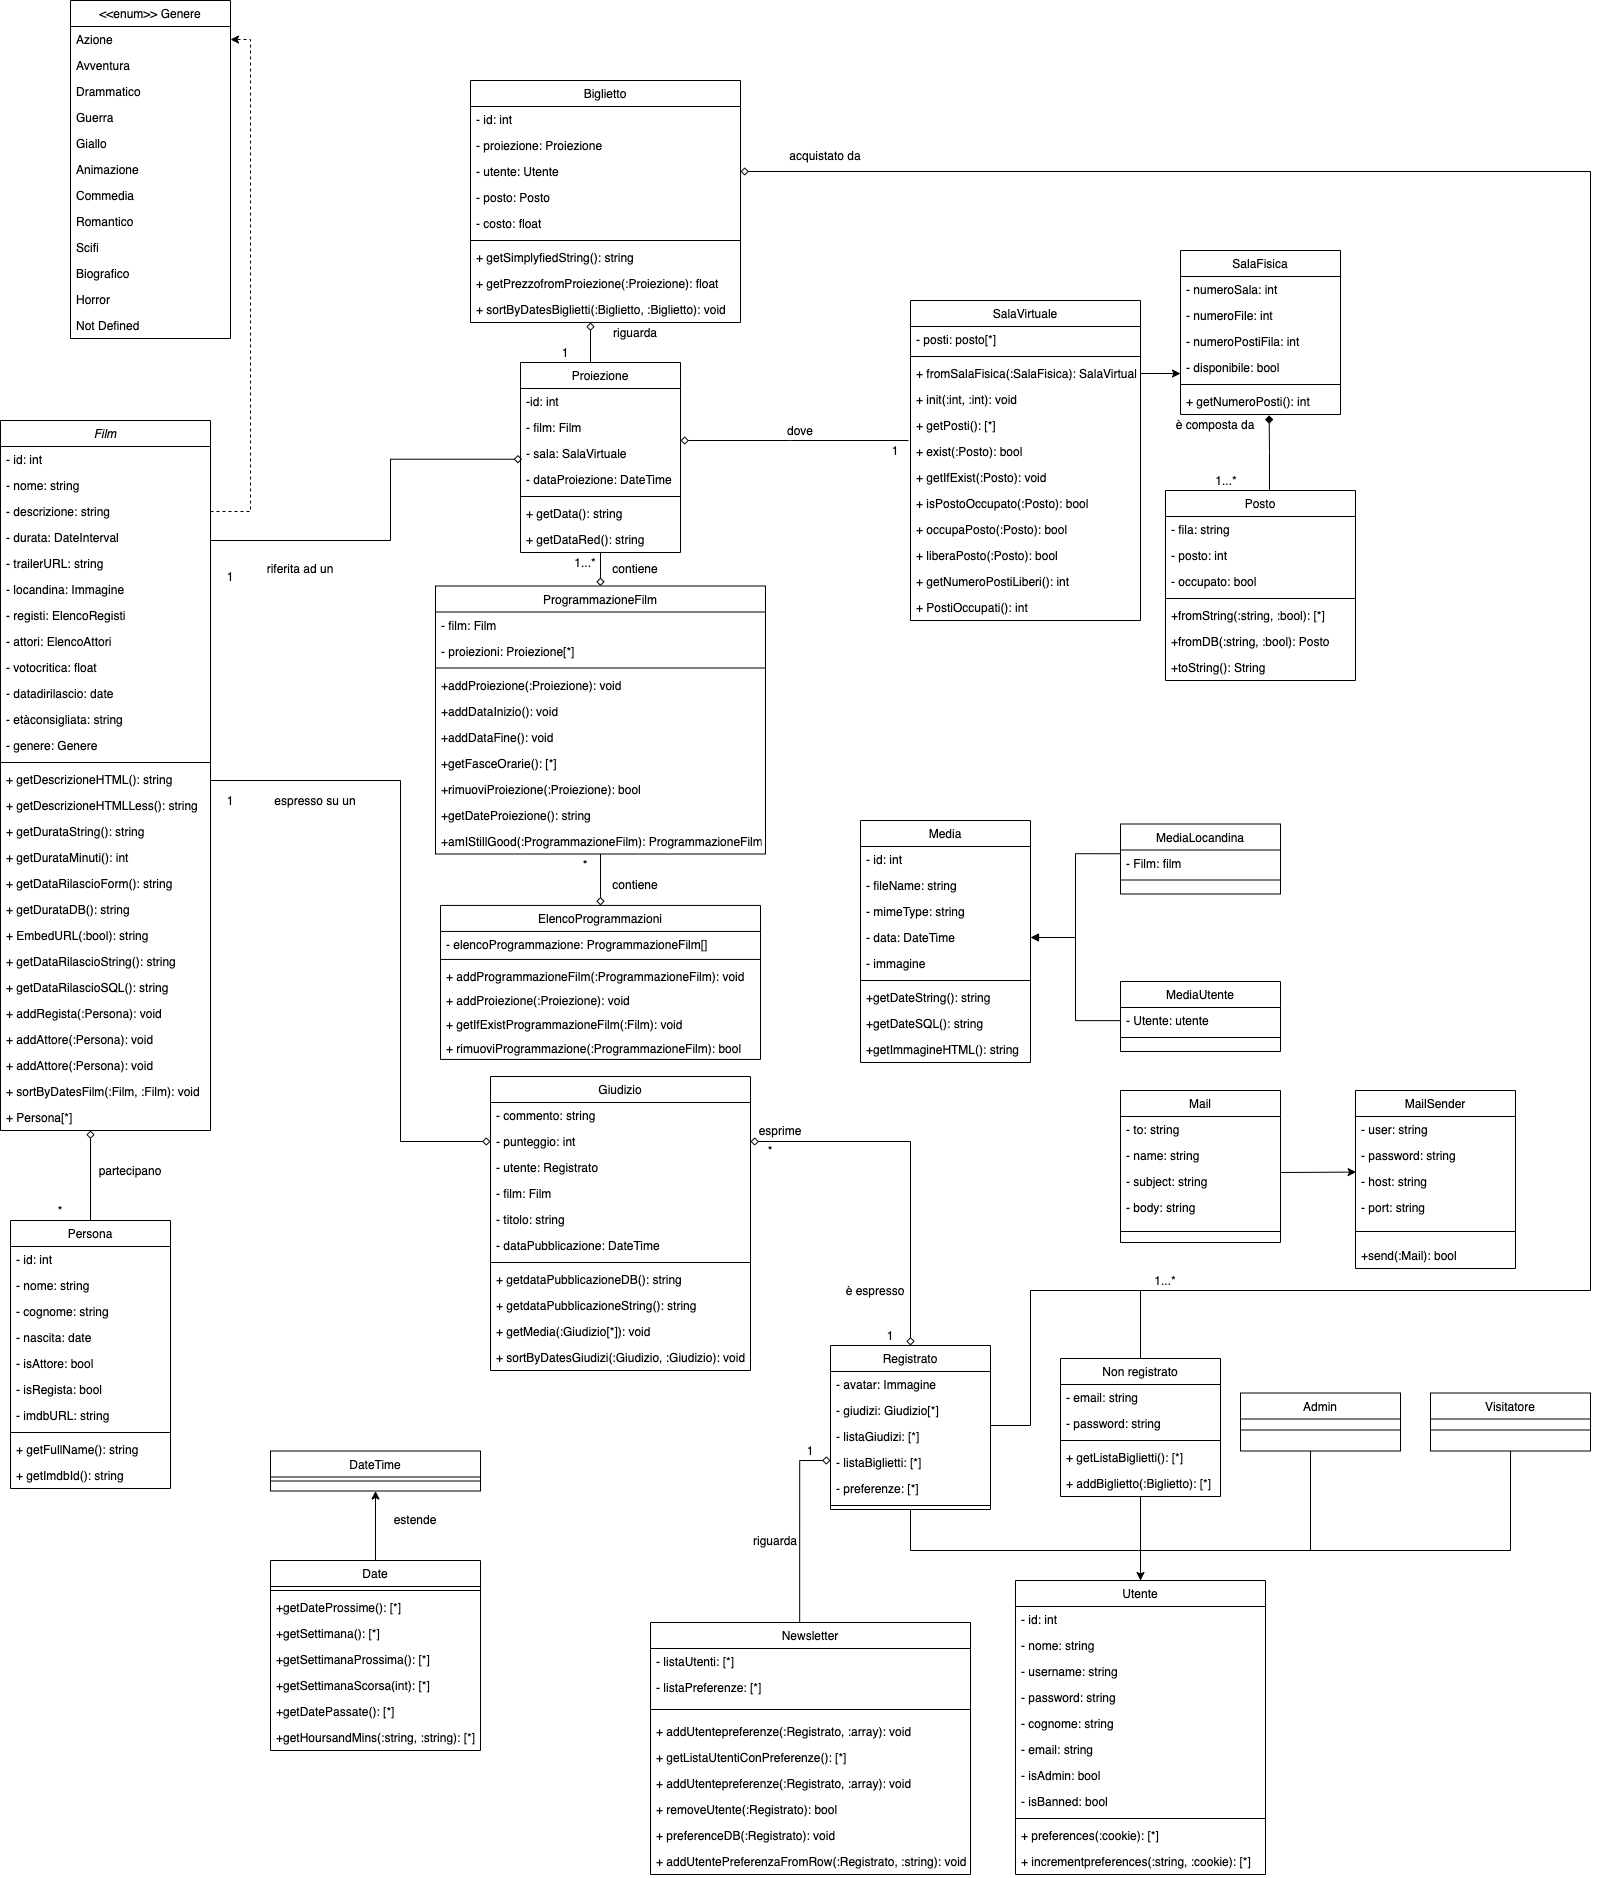 <<enum>> Genere
Azione
Avventura
Drammatico
Guerra
Giallo
Animazione
Commedia
Romantico
Scifi
Biografico
Horror
Not Defined
Biglietto
- id: int
- proiezione: Proiezione
- utente: Utente
- posto: Posto
- costo: float
+ getSimplyfiedString(): string
+ getPrezzofromProiezione(:Proiezione): float
+ sortByDatesBiglietti(:Biglietto, :Biglietto): void
acquistato da
riguarda
1
Proiezione
-id: int
- film: Film
- sala: SalaVirtuale
- dataProiezione: DateTime
+ getData(): string
+ getDataRed(): string
dove
1
SalaVirtuale
- posti: posto[*]
+ fromSalaFisica(:SalaFisica): SalaVirtual
+ init(:int, :int): void
+ getPosti(): [*]
+ exist(:Posto): bool
+ getIfExist(:Posto): void
+ isPostoOccupato(:Posto): bool
+ occupaPosto(:Posto): bool
+ liberaPosto(:Posto): bool
+ getNumeroPostiLiberi(): int
+ PostiOccupati(): int
SalaFisica
- numeroSala: int
- numeroFile: int
- numeroPostiFila: int
- disponibile: bool
+ getNumeroPosti(): int
è composta da
1...*
Posto
- fila: string
- posto: int
- occupato: bool
+fromString(:string, :bool): [*]
+fromDB(:string, :bool): Posto
+toString(): String
Film
- id: int
- nome: string
- descrizione: string
- durata: DateInterval
- trailerURL: string
- locandina: Immagine
- registi: ElencoRegisti
- attori: ElencoAttori
- votocritica: float
- datadirilascio: date
- etàconsigliata: string
- genere: Genere
+ getDescrizioneHTML(): string
+ getDescrizioneHTMLLess(): string
+ getDurataString(): string
+ getDurataMinuti(): int
+ getDataRilascioForm(): string
+ getDurataDB(): string
+ EmbedURL(:bool): string
+ getDataRilascioString(): string
+ getDataRilascioSQL(): string
+ addRegista(:Persona): void
+ addAttore(:Persona): void
+ addAttore(:Persona): void
+ sortByDatesFilm(:Film, :Film): void
+ Persona[*]
1
riferita ad un
1
espresso su un
1...*
contiene
ProgrammazioneFilm
- film: Film
- proiezioni: Proiezione[*]
+addProiezione(:Proiezione): void
+addDataInizio(): void
+addDataFine(): void
+getFasceOrarie(): [*]
+rimuoviProiezione(:Proiezione): bool
+getDateProiezione(): string
+amIStillGood(:ProgrammazioneFilm): ProgrammazioneFilm
*
contiene
ElencoProgrammazioni
- elencoProgrammazione: ProgrammazioneFilm[]
+ addProgrammazioneFilm(:ProgrammazioneFilm): void
+ addProiezione(:Proiezione): void
+ getIfExistProgrammazioneFilm(:Film): void
+ rimuoviProgrammazione(:ProgrammazioneFilm): bool
Media
- id: int
- fileName: string
- mimeType: string
- data: DateTime
- immagine
+getDateString(): string
+getDateSQL(): string
+getImmagineHTML(): string
MediaLocandina
- Film: film
MediaUtente
- Utente: utente
partecipano
*
Persona
- id: int
- nome: string
- cognome: string
- nascita: date
- isAttore: bool
- isRegista: bool
- imdbURL: string
+ getFullName(): string
+ getImdbId(): string
Giudizio
- commento: string
- punteggio: int
- utente: Registrato
- film: Film
- titolo: string
- dataPubblicazione: DateTime
+ getdataPubblicazioneDB(): string
+ getdataPubblicazioneString(): string
+ getMedia(:Giudizio[*]): void
+ sortByDatesGiudizi(:Giudizio, :Giudizio): void
esprime
*
è espresso
1
Mail
- to: string
- name: string
- subject: string
- body: string
MailSender
- user: string
- password: string
- host: string
- port: string
+send(:Mail): bool
1...*
Registrato
- avatar: Immagine
- giudizi: Giudizio[*]
- listaGiudizi: [*]
- listaBiglietti: [*]
- preferenze: [*]
Non registrato
- email: string
- password: string
+ getListaBiglietti(): [*]
+ addBiglietto(:Biglietto): [*]
Admin
Visitatore
1
riguarda
DateTime
estende
Date
+getDateProssime(): [*]
+getSettimana(): [*]
+getSettimanaProssima(): [*]
+getSettimanaScorsa(int): [*]
+getDatePassate(): [*]
+getHoursandMins(:string, :string): [*]
Newsletter
- listaUtenti: [*]
- listaPreferenze: [*]
+ addUtentepreferenze(:Registrato, :array): void
+ getListaUtentiConPreferenze(): [*]
+ addUtentepreferenze(:Registrato, :array): void
+ removeUtente(:Registrato): bool
+ preferenceDB(:Registrato): void
+ addUtentePreferenzaFromRow(:Registrato, :string): void
Utente
- id: int
- nome: string
- username: string
- password: string
- cognome: string
- email: string
- isAdmin: bool
- isBanned: bool
+ preferences(:cookie): [*]
+ incrementpreferences(:string, :cookie): [*]